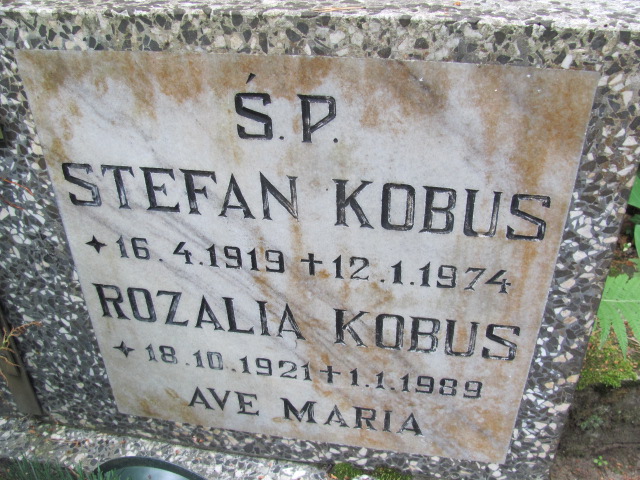 Ś.P.
STEFAN KOBUS
✦16.4.1919 +12.1.1974
ROZALIA KOBUS
✦18.10.1921 +1.1.1989
AVE MARIA